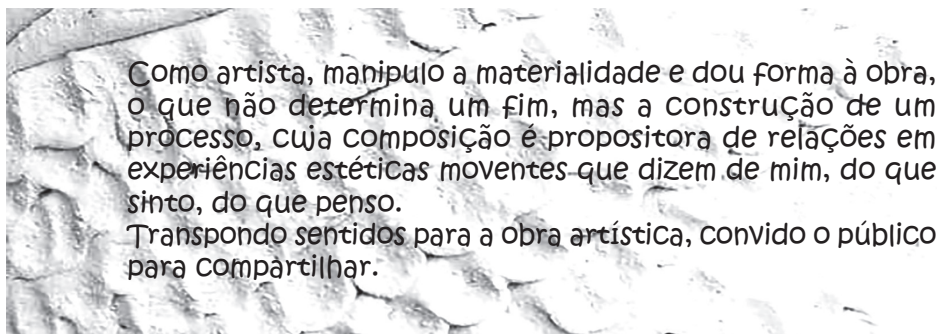 Como artista, manipulo a materialidade e dou forma à obra,
o que não determina um fim, mas a construção de um
processo, cuja composição é propositora de relações em
experiências estéticas moventes que dizem de mim, do que
sinto, do que penso.
Transpondo sentidos para a obra artística, convido o público
para compartilhar.